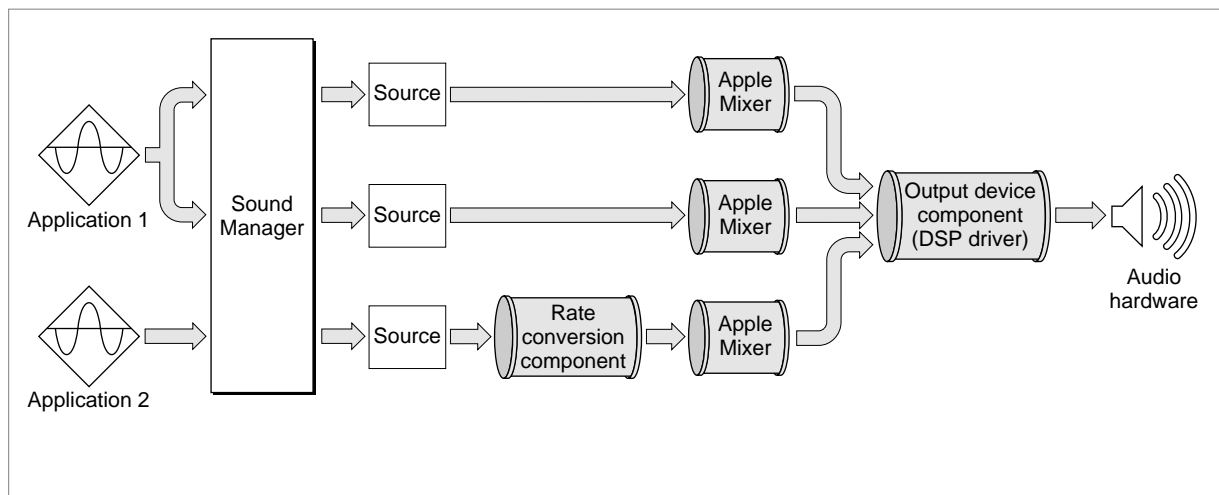 Application 1
Application 2
Sound
Manager
Source
Apple
Mixer
Source
Apple
Mixer
Source
Rate
conversion
component
Apple
Mixer
Output device
component
(DSP driver)
Audio
hardware